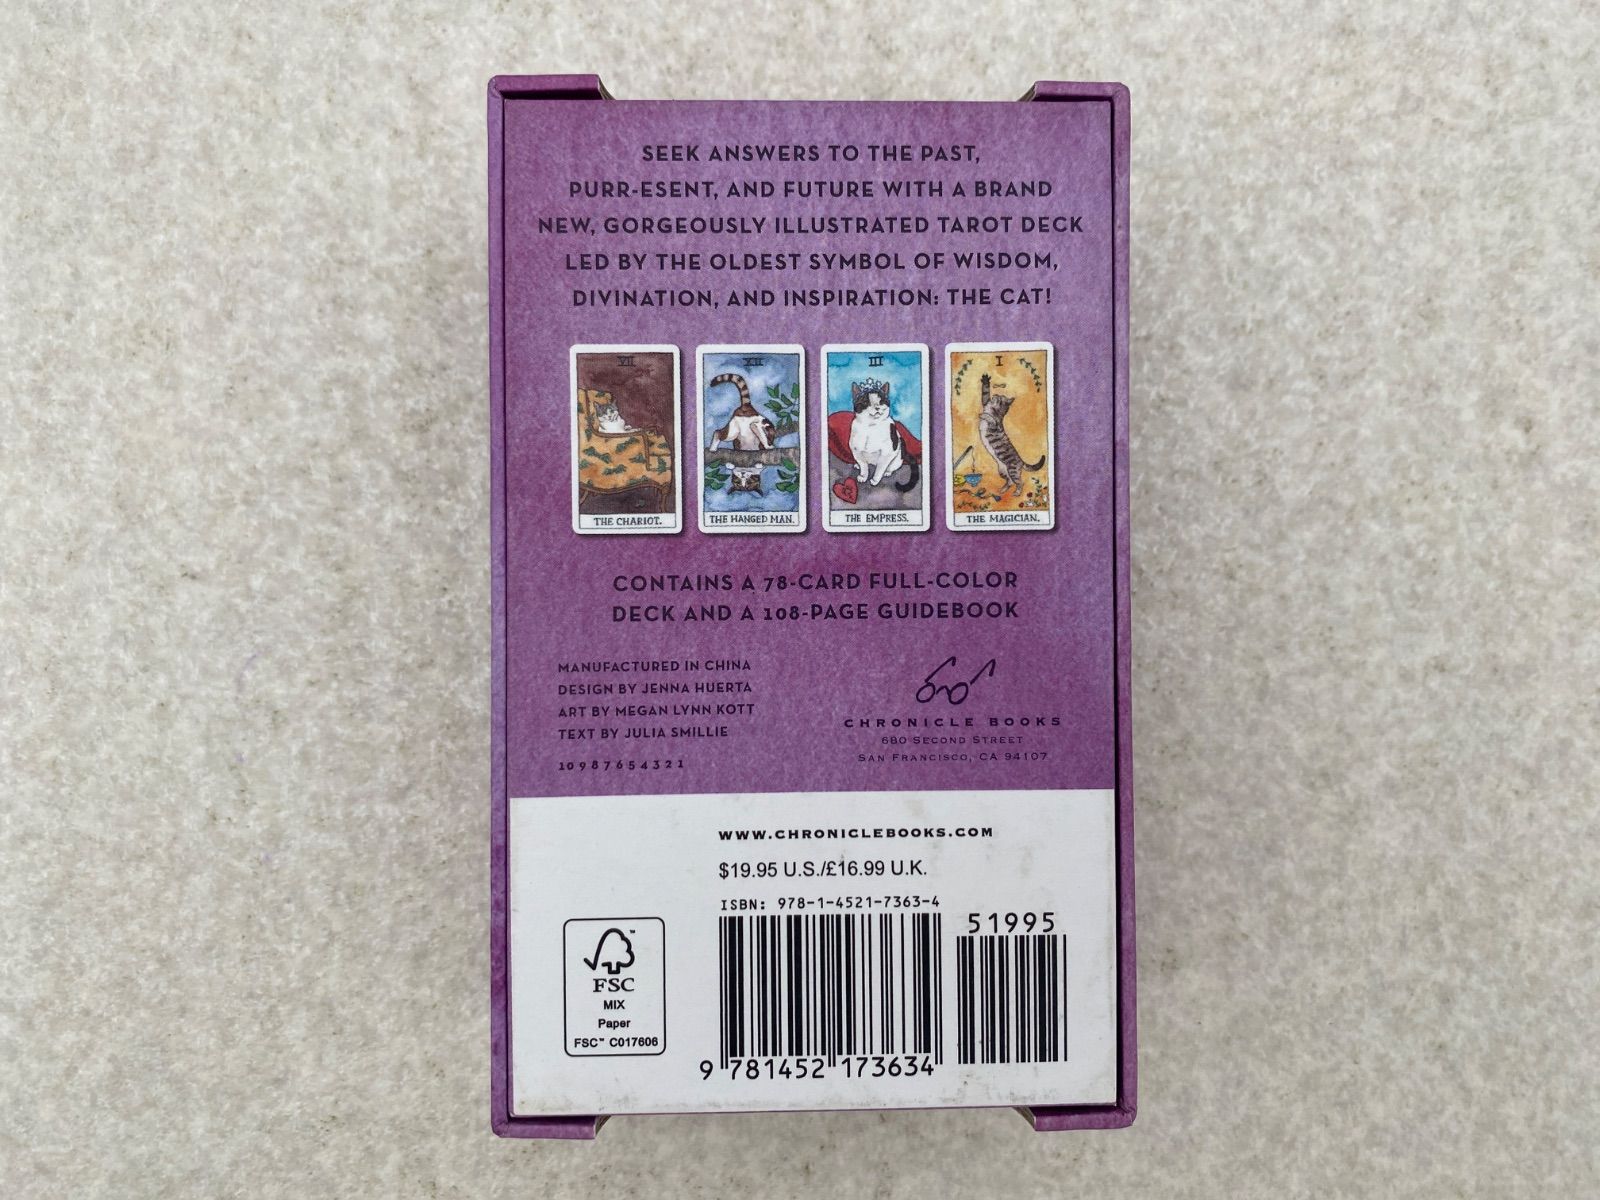 SEEK ANSWERS TO THE PAST,
PURR-ESENT, AND FUTURE WITH A BRAND
NEW, GORGEOUSLY ILLUSTRATED TAROT DECK
LED BY THE OLDEST SYMBOL OF WISDOM,
DIVINATION, AND INSPIRATION: THE CAT!
VII
THE CHARIOT.
XII
THE HANGED MAN.
III
THE EMPRESS.
I
THE MAGICIAN.
CONTAINS A 78-CARD FULL-COLOR
DECK AND A 108-PAGE GUIDEBOOK
MANUFACTURED IN CHINA
DESIGN BY JENNA HUERTA
ART BY MEGAN LYNN KOTT
TEXT BY JULIA SMILLIE
10 9 8 7 6 5 4 3 2 1
CHRONICLE BOOKS
680 SECOND STREET
SAN FRANCISCO, CA 94107
WWW.CHRONICLEBOOKS.COM
$19.95 U.S./£16.99 U.K.
ISBN: 978-1-4521-7363-4
51995
9 781452 173634
FSC
MIX
Paper
FSC™ C017606